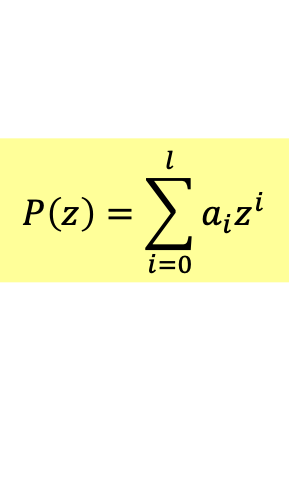 P(z) = \sum_{i=0}^{l} a_i z^i